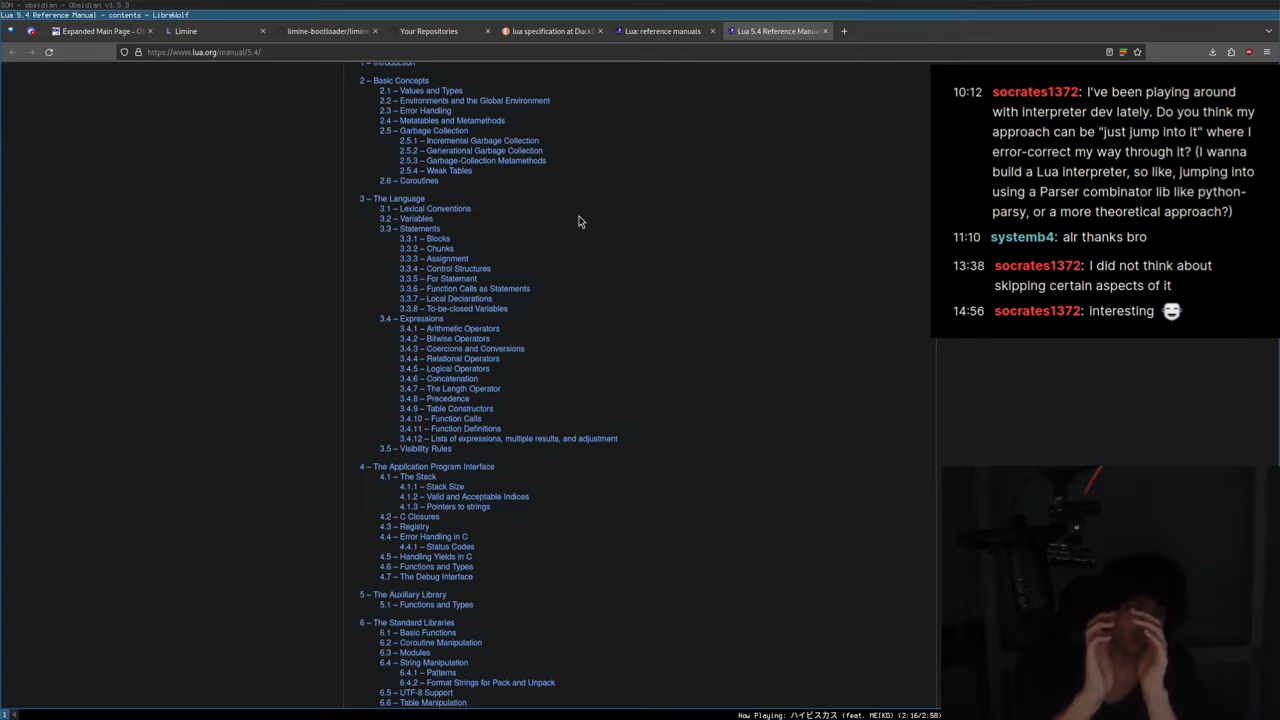 SOH - obsidian - Obsidian v1.5.3
Lua 5.4 Reference Manual - contents - LibreWolf
Expanded Main Page - OS
Limine
limine-bootloader/limine
Your Repositories
lua specification at DuckD
Lua: reference manuals
Lua 5.4 Reference Manua
https://www.lua.org/manual/5.4/
1 – Introduction
2 – Basic Concepts
2.1 – Values and Types
2.2 – Environments and the Global Environment
2.3 – Error Handling
2.4 – Metatables and Metamethods
2.5 – Garbage Collection
2.5.1 – Incremental Garbage Collection
2.5.2 – Generational Garbage Collection
2.5.3 – Garbage-Collection Metamethods
2.5.4 – Weak Tables
2.6 – Coroutines
3 – The Language
3.1 – Lexical Conventions
3.2 – Variables
3.3 – Statements
3.3.1 – Blocks
3.3.2 – Chunks
3.3.3 – Assignment
3.3.4 – Control Structures
3.3.5 – For Statement
3.3.6 – Function Calls as Statements
3.3.7 – Local Declarations
3.3.8 – To-be-closed Variables
3.4 – Expressions
3.4.1 – Arithmetic Operators
3.4.2 – Bitwise Operators
3.4.3 – Coercions and Conversions
3.4.4 – Relational Operators
3.4.5 – Logical Operators
3.4.6 – Concatenation
3.4.7 – The Length Operator
3.4.8 – Precedence
3.4.9 – Table Constructors
3.4.10 – Function Calls
3.4.11 – Function Definitions
3.4.12 – Lists of expressions, multiple results, and adjustment
3.5 – Visibility Rules
4 – The Application Program Interface
4.1 – The Stack
4.1.1 – Stack Size
4.1.2 – Valid and Acceptable Indices
4.1.3 – Pointers to strings
4.2 – C Closures
4.3 – Registry
4.4 – Error Handling in C
4.4.1 – Status Codes
4.5 – Handling Yields in C
4.6 – Functions and Types
4.7 – The Debug Interface
5 – The Auxiliary Library
5.1 – Functions and Types
6 – The Standard Libraries
6.1 – Basic Functions
6.2 – Coroutine Manipulation
6.3 – Modules
6.4 – String Manipulation
6.4.1 – Patterns
6.4.2 – Format Strings for Pack and Unpack
6.5 – UTF-8 Support
6.6 – Table Manipulation
10:12 socrates1372: I've been playing around
with interpreter dev lately. Do you think my
approach can be "just jump into it" where I
error-correct my way through it? (I wanna
build a Lua interpreter, so like, jumping into
using a Parser combinator lib like python-
parsy, or a more theoretical approach?)
11:10 systemb4: alr thanks bro
13:38 socrates1372: I did not think about
skipping certain aspects of it
14:56 socrates1372: interesting
1 4
Now Playing: ハイビスカス (feat. MEIKO) (2:16/2:58)